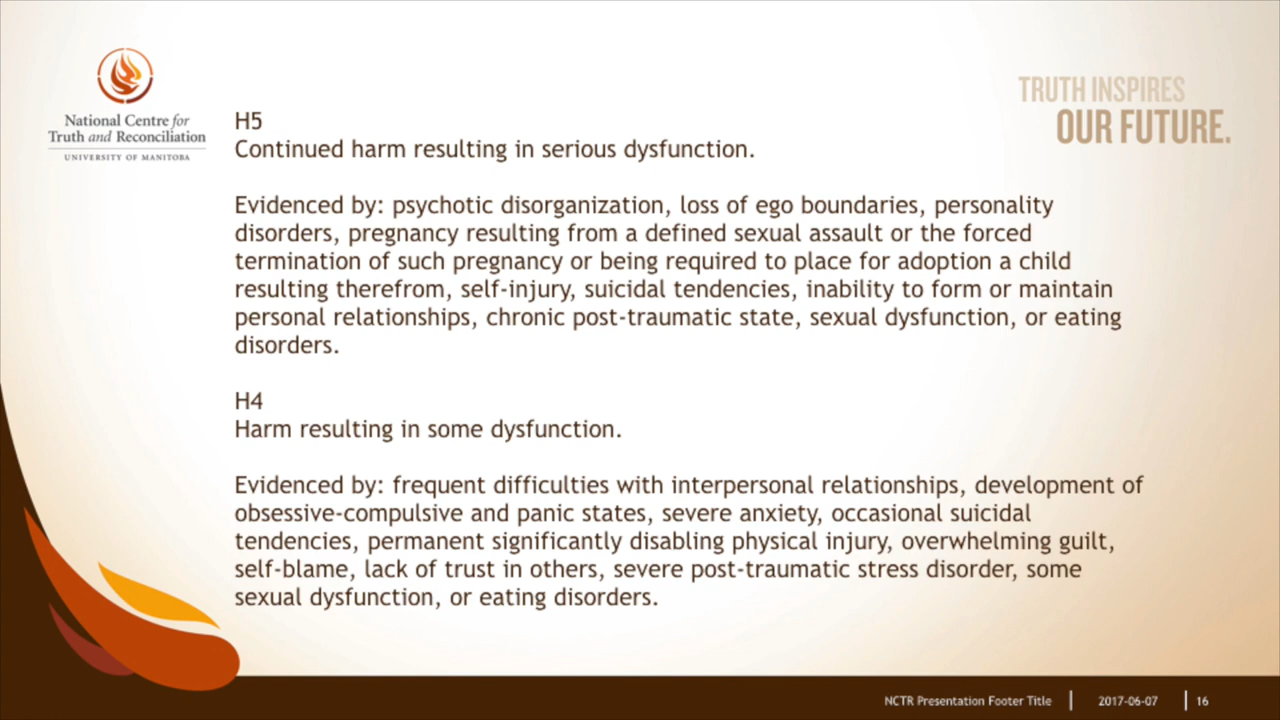 National Centre for
Truth and Reconciliation
UNIVERSITY OF MANITOBA
TRUTH INSPIRES
OUR FUTURE.
H5
Continued harm resulting in serious dysfunction.
Evidenced by: psychotic disorganization, loss of ego boundaries, personality
disorders, pregnancy resulting from a defined sexual assault or the forced
termination of such pregnancy or being required to place for adoption a child
resulting therefrom, self-injury, suicidal tendencies, inability to form or maintain
personal relationships, chronic post-traumatic state, sexual dysfunction, or eating
disorders.
H4
Harm resulting in some dysfunction.
Evidenced by: frequent difficulties with interpersonal relationships, development of
obsessive-compulsive and panic states, severe anxiety, occasional suicidal
tendencies, permanent significantly disabling physical injury, overwhelming guilt,
self-blame, lack of trust in others, severe post-traumatic stress disorder, some
sexual dysfunction, or eating disorders.
NCTR Presentation Footer Title | 2017-06-07 | 16